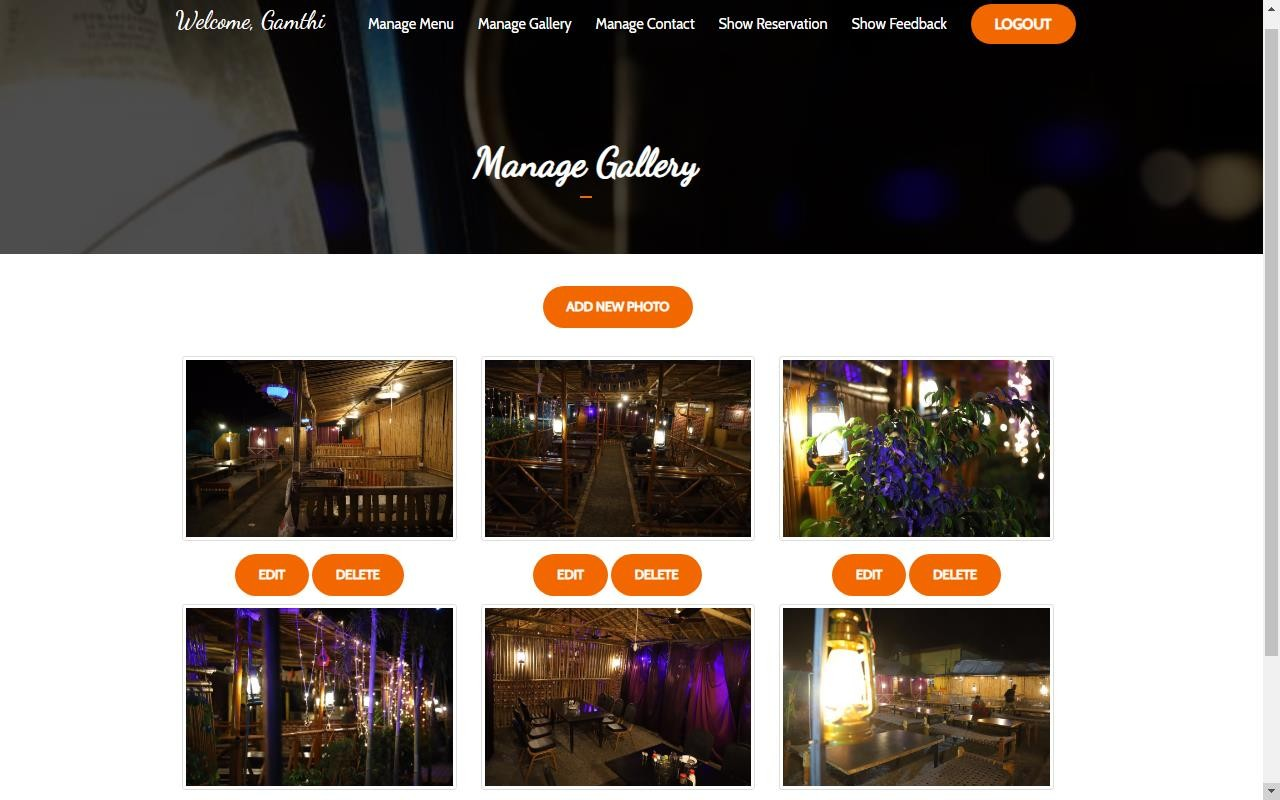 Welcome, Gamthi
Manage Menu
Manage Gallery
Manage Contact
Show Reservation
Show Feedback
LOGOUT
Manage Gallery
ADD NEW PHOTO
EDIT
DELETE
EDIT
DELETE
EDIT
DELETE